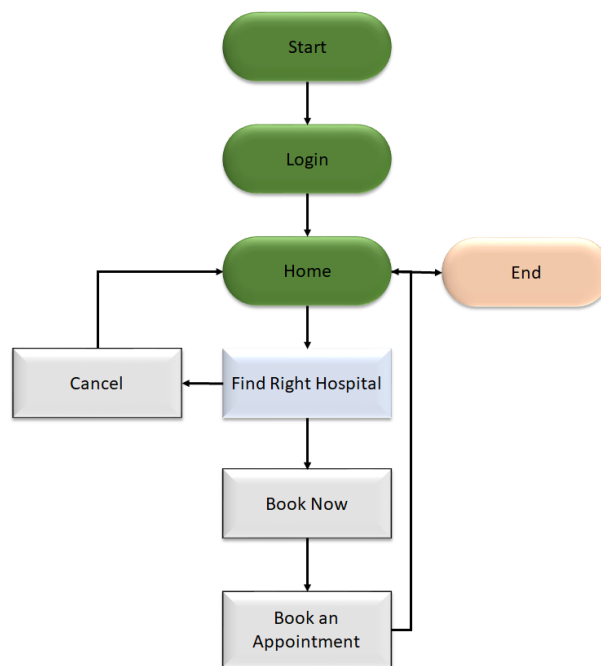 Start
Login
Home
End
Cancel
Find Right Hospital
Book Now
Book an
Appointment